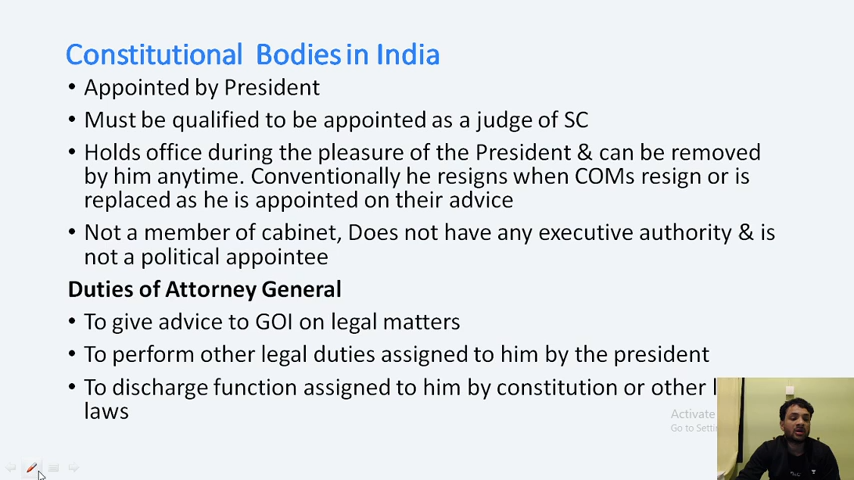 Constitutional Bodies in India
• Appointed by President
• Must be qualified to be appointed as a judge of SC
• Holds office during the pleasure of the President & can be removed
by him anytime. Conventionally he resigns when COMs resign or is
replaced as he is appointed on their advice
• Not a member of cabinet, Does not have any executive authority & is
not a political appointee
Duties of Attorney General
• To give advice to GOI on legal matters
• To perform other legal duties assigned to him by the president
• To discharge function assigned to him by constitution or other
laws
Activate
Go to